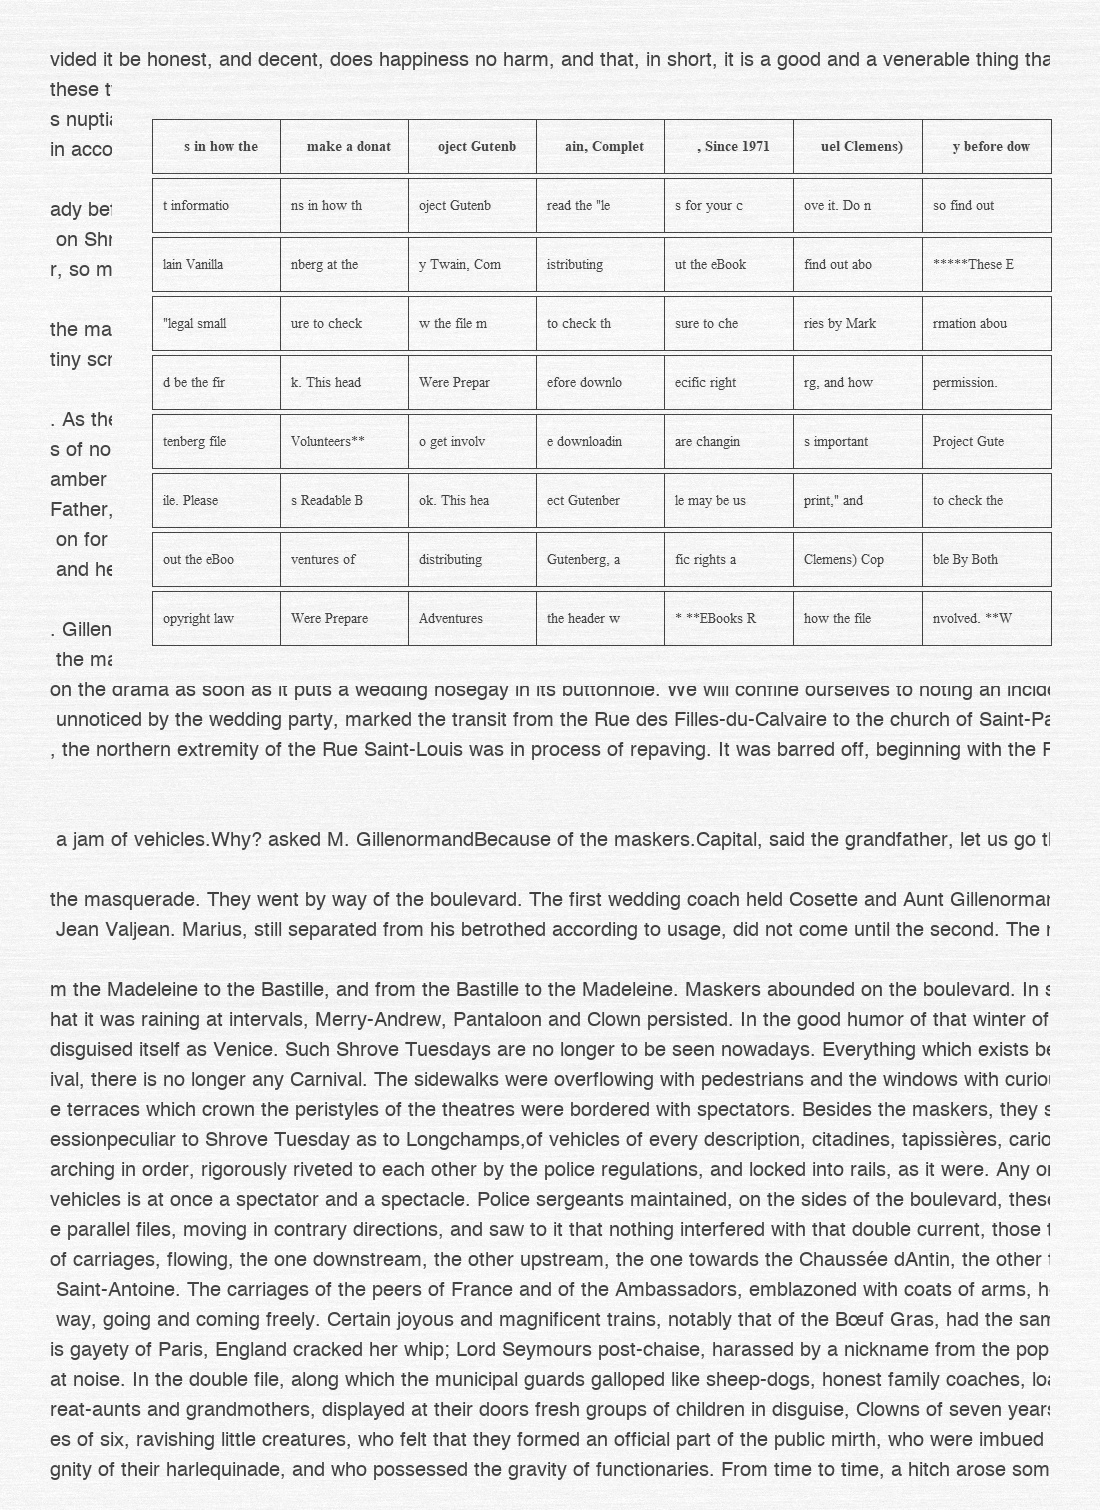 vided it be honest, and decent, does happiness no harm, and that, in short, it is a good and a venerable thing tha
these
s nuptia
in acco
ady bef
on Shr
r, so m
the ma
tiny scr
. As the
s of no
amber
Father,
on for
and he
. Gillen
the ma
s in how the make a donat oject Gutenb ain, Complet , Since 1971 uel Clemens) y before dow
t informatio ns in how th oject Gutenb read the "le s for your c ove it. Do n so find out
lain Vanilla nberg at the y Twain, Com istributing ut the eBook find out abo *****These E
"legal small ure to check w the file m to check th sure to che ries by Mark rmation abou
d be the fir k. This head Were Prepar efore downlo ecific right rg, and how permission.
tenberg file Volunteers** o get involv e downloadin are changin s important Project Gute
ile. Please s Readable B ok. This hea ect Gutenber le may be us print," and to check the
out the eBoo ventures of distributing Gutenberg, a fic rights a Clemens) Cop ble By Both
opyright law Were Prepare Adventures the header w * **EBooks R how the file nvolved. **W
on the drama as soon as it puts a wedding nosegay in its buttonhole. We will confine ourselves to noting an incide
unnoticed by the wedding party, marked the transit from the Rue des Filles-du-Calvaire to the church of Saint-Pa
, the northern extremity of the Rue Saint-Louis was in process of repaving. It was barred off, beginning with the
a jam of vehicles.Why? asked M. GillenormandBecause of the maskers.Capital, said the grandfather, let us go
the masquerade. They went by way of the boulevard. The first wedding coach held Cosette and Aunt Gillenorman
Jean Valjean. Marius, still separated from his betrothed according to usage, did not come until the second. The
m the Madeleine to the Bastille, and from the Bastille to the Madeleine. Maskers abounded on the boulevard. In s
hat it was raining at intervals, Merry-Andrew, Pantaloon and Clown persisted. In the good humor of that winter of
disguised itself as Venice. Such Shrove Tuesdays are no longer to be seen nowadays. Everything which exists be
ival, there is no longer any Carnival. The sidewalks were overflowing with pedestrians and the windows with curiou
e terraces which crown the peristyles of the theatres were bordered with spectators. Besides the maskers, they s
essionpeculiar to Shrove Tuesday as to Longchamps,of vehicles of every description, citadines, tapissières, cario
arching in order, rigorously riveted to each other by the police regulations, and locked into rails, as it were. Any on
vehicles is at once a spectator and a spectacle. Police sergeants maintained, on the sides of the boulevard, these
e parallel files, moving in contrary directions, and saw to it that nothing interfered with that double current, those
of carriages, flowing, the one downstream, the other upstream, the one towards the Chaussée dAntin, the other
Saint-Antoine. The carriages of the peers of France and of the Ambassadors, emblazoned with coats of arms, h
way, going and coming freely. Certain joyous and magnificent trains, notably that of the Bœuf Gras, had the sam
is gayety of Paris, England cracked her whip; Lord Seymours post-chaise, harassed by a nickname from the pop
at noise. In the double file, along which the municipal guards galloped like sheep-dogs, honest family coaches, loa
reat-aunts and grandmothers, displayed at their doors fresh groups of children in disguise, Clowns of seven years
es of six, ravishing little creatures, who felt that they formed an official part of the public mirth, who were imbued
gnity of their harlequinade, and who possessed the gravity of functionaries. From time to time, a hitch arose som